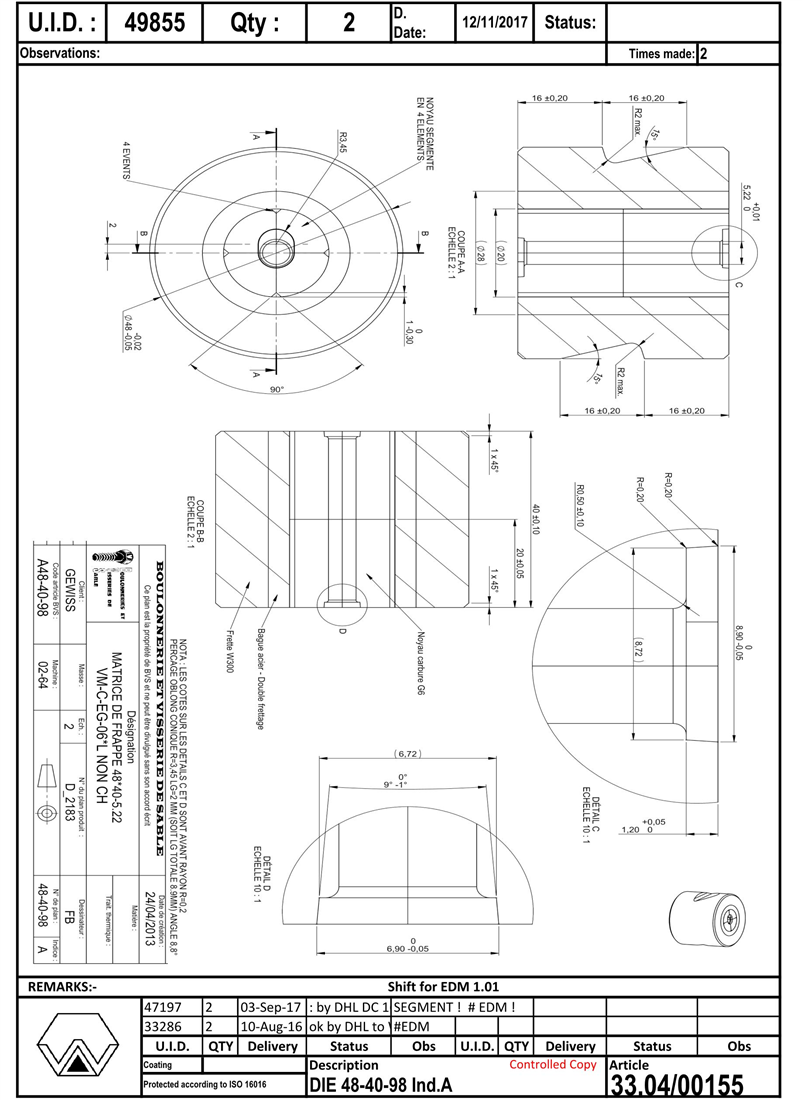 U.I.D. : 49855 Qty : 2 D. Date: 12/11/2017 Status:
Observations: Times made: 2
NOYAU SEGMENTE
EN 4 ELEMENTS
R3,45
4 EVENTS
A
A
B
B
2
Ø48 -0,02 -0,05
1 0 -0,30
90°
16 ±0,20
16 ±0,20
R2 max.
15°
5,22 +0,01 0
C
(Ø20)
(Ø28)
COUPE A-A
ECHELLE 2 : 1
15°
R2 max.
16 ±0,20
16 ±0,20
1 x 45°
40 ±0,10
20 ±0,05
1 x 45°
COUPE B-B
ECHELLE 2 : 1
D
Noyau carbure G6
Bague acier - Double frettage
Frette W300
R=0,20
R=0,20
R0,50 ±0,10
8,90 0 -0,05
(8,72)
1,20 +0,05 0
DÉTAIL C
ECHELLE 10 : 1
(6,72)
9° 0° -1°
DÉTAIL D
ECHELLE 10 : 1
6,90 0 -0,05
NOTA : LES COTES SUR LES DETAILS C ET D SONT AVANT RAYON R=0,2
PERCAGE OBLONG CONIQUE R=3,45 LG=2 MM (SOIT LG TOTALE 8,9MM) ANGLE 8,8°
BOULONNERIE ET VISSERIE DE SABLE
Ce plan est la propriété de BVS et ne peut être divulgué sans son accord écrit
Date de création :
24/04/2013
OULONNERIES ET
ISSERIES DE
ABLE
Désignation
MATRICE DE FRAPPE 48*40-5.22
VM-C-EG-06*L NON CH
Matière :
Trait. thermique :
Client :
GEWISS
Masse :
Ech. :
2
N° du plan produit :
D_2183
Dessinateur :
FB
Code article BVS :
A48-40-98
Machine :
02-64
N° de plan :
48-40-98
Indice :
A
REMARKS:- Shift for EDM 1.01
47197 2 03-Sep-17 : by DHL DC 1 SEGMENT ! # EDM !
33286 2 10-Aug-16 ok by DHL to #EDM
U.I.D. QTY Delivery Status Obs U.I.D. QTY Delivery Status Obs
Coating Description Controlled Copy Article
Protected according to ISO 16016 DIE 48-40-98 Ind.A 33.04/00155